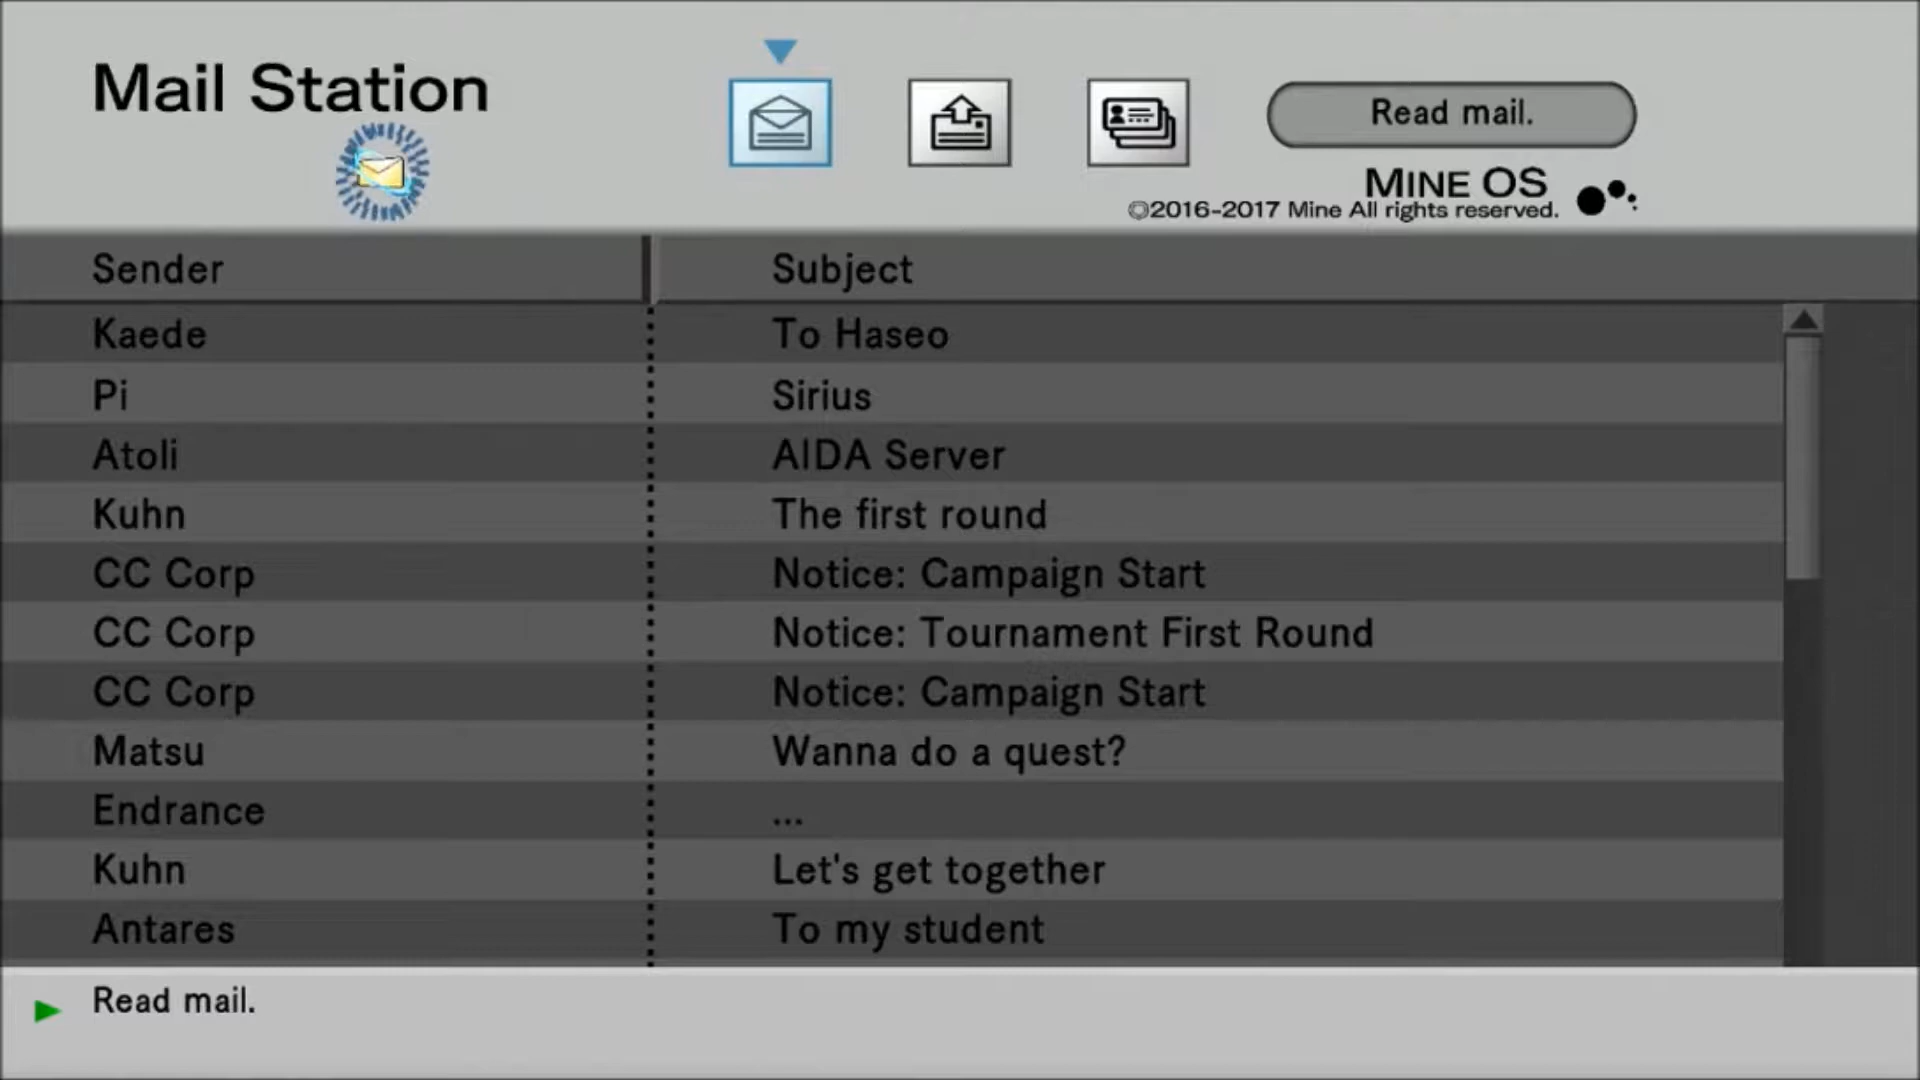 Mail Station
Read mail.
MINE OS
©2016-2017 Mine All rights reserved.
Sender Subject
Kaede To Haseo
Pi Sirius
Atoli AIDA Server
Kuhn The first round
CC Corp Notice: Campaign Start
CC Corp Notice: Tournament First Round
CC Corp Notice: Campaign Start
Matsu Wanna do a quest?
Endrance ...
Kuhn Let's get together
Antares To my student
Read mail.